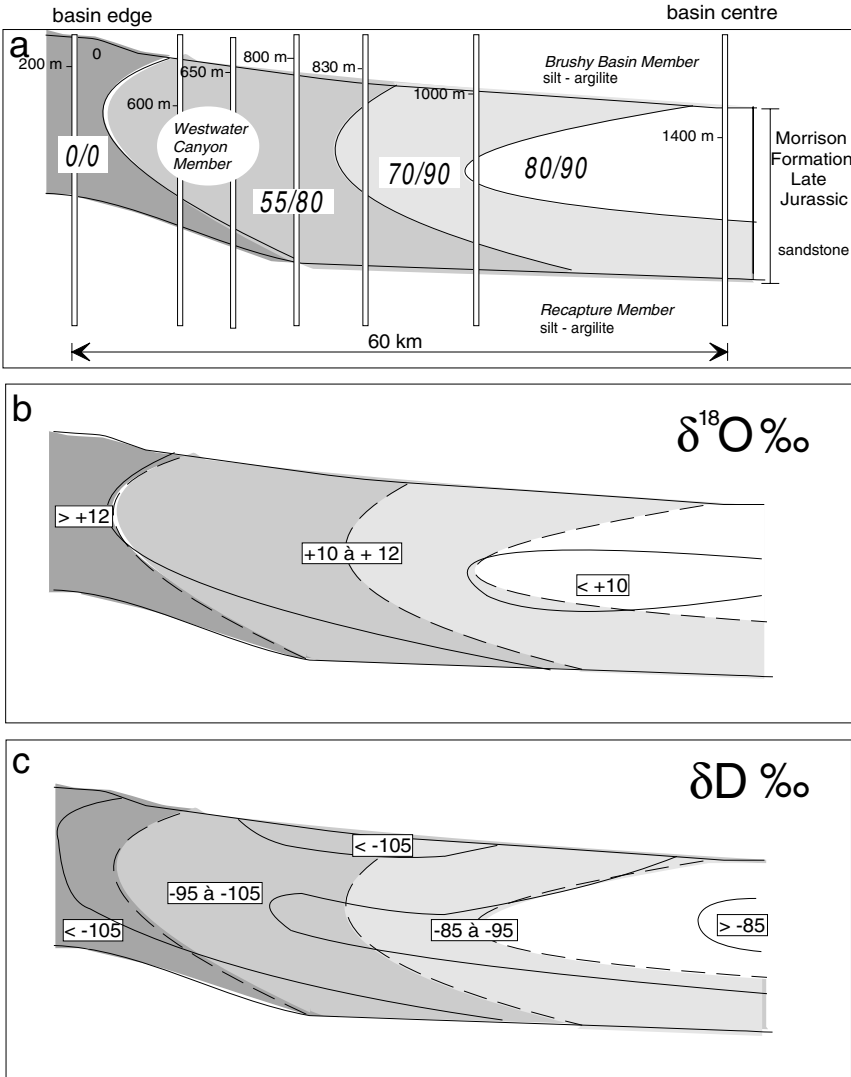 basin edge
basin centre
a
0
200 m
600 m
650 m
800 m
830 m
1000 m
1400 m
Brushy Basin Member
silt - argilite
Westwater
Canyon
Member
0/0
55/80
70/90
80/90
Morrison
Formation
Late
Jurassic
sandstone
Recapture Member
silt - argilite
60 km
b
δ¹⁸O ‰
> +12
+10 à + 12
< +10
c
δD ‰
< -105
-95 à -105
< -105
-85 à -95
> -85